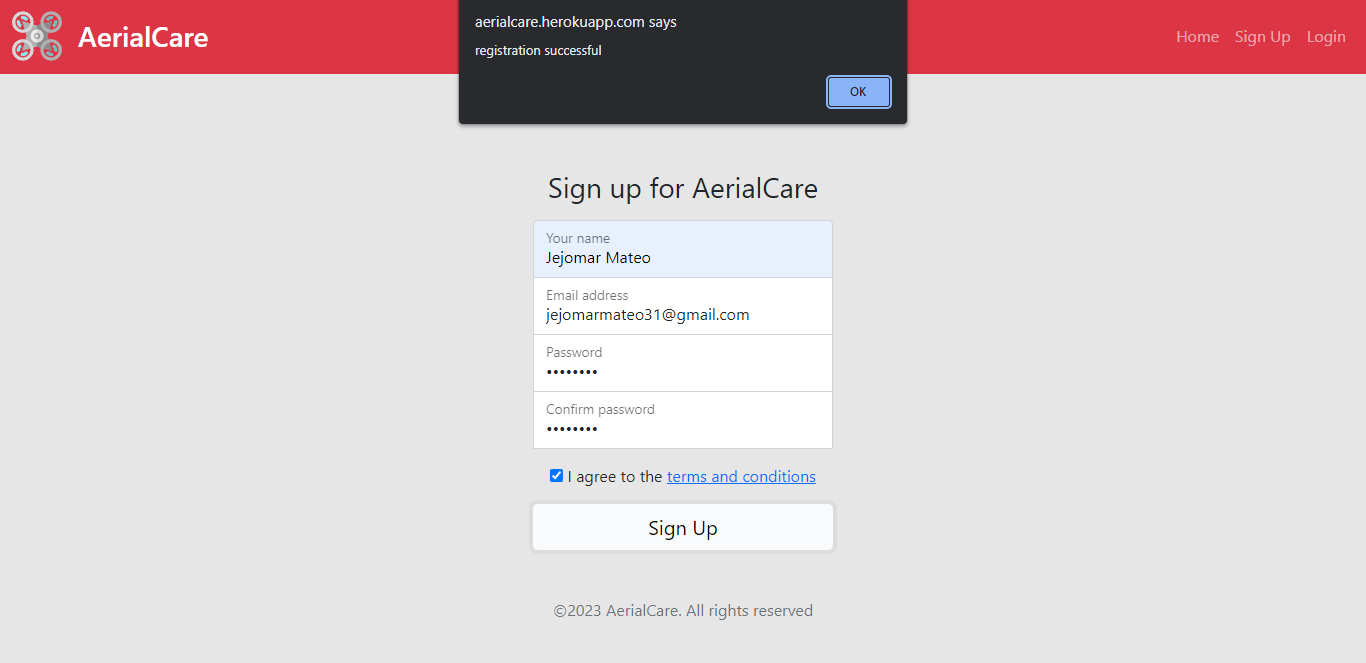 AerialCare
aerialcare.herokuapp.com says
registration successful
OK
Home Sign Up Login
Sign up for AerialCare
Your name
Jejomar Mateo
Email address
jejomarmateo31@gmail.com
Password
••••••••
Confirm password
••••••••
I agree to the terms and conditions
Sign Up
©2023 AerialCare. All rights reserved